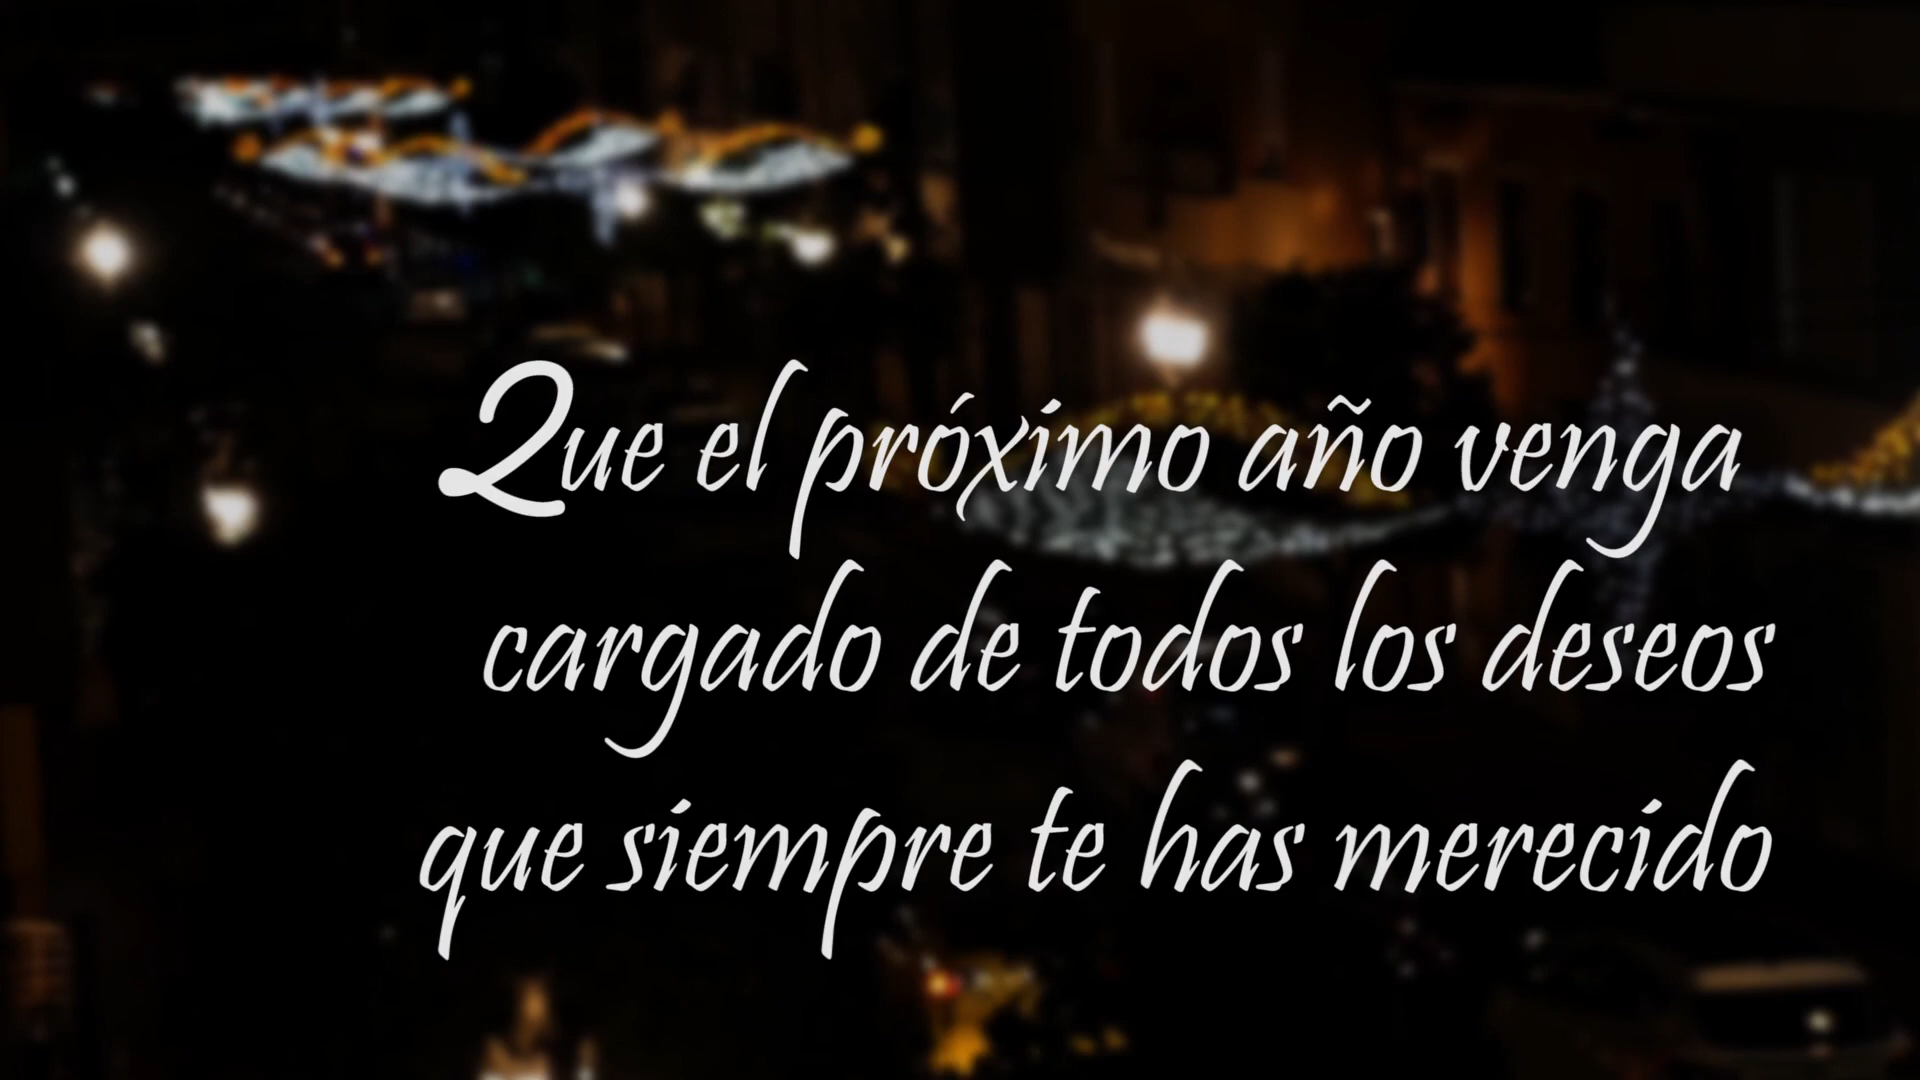 Que el próximo año venga
cargado de todos los deseos
que siempre te has merecido